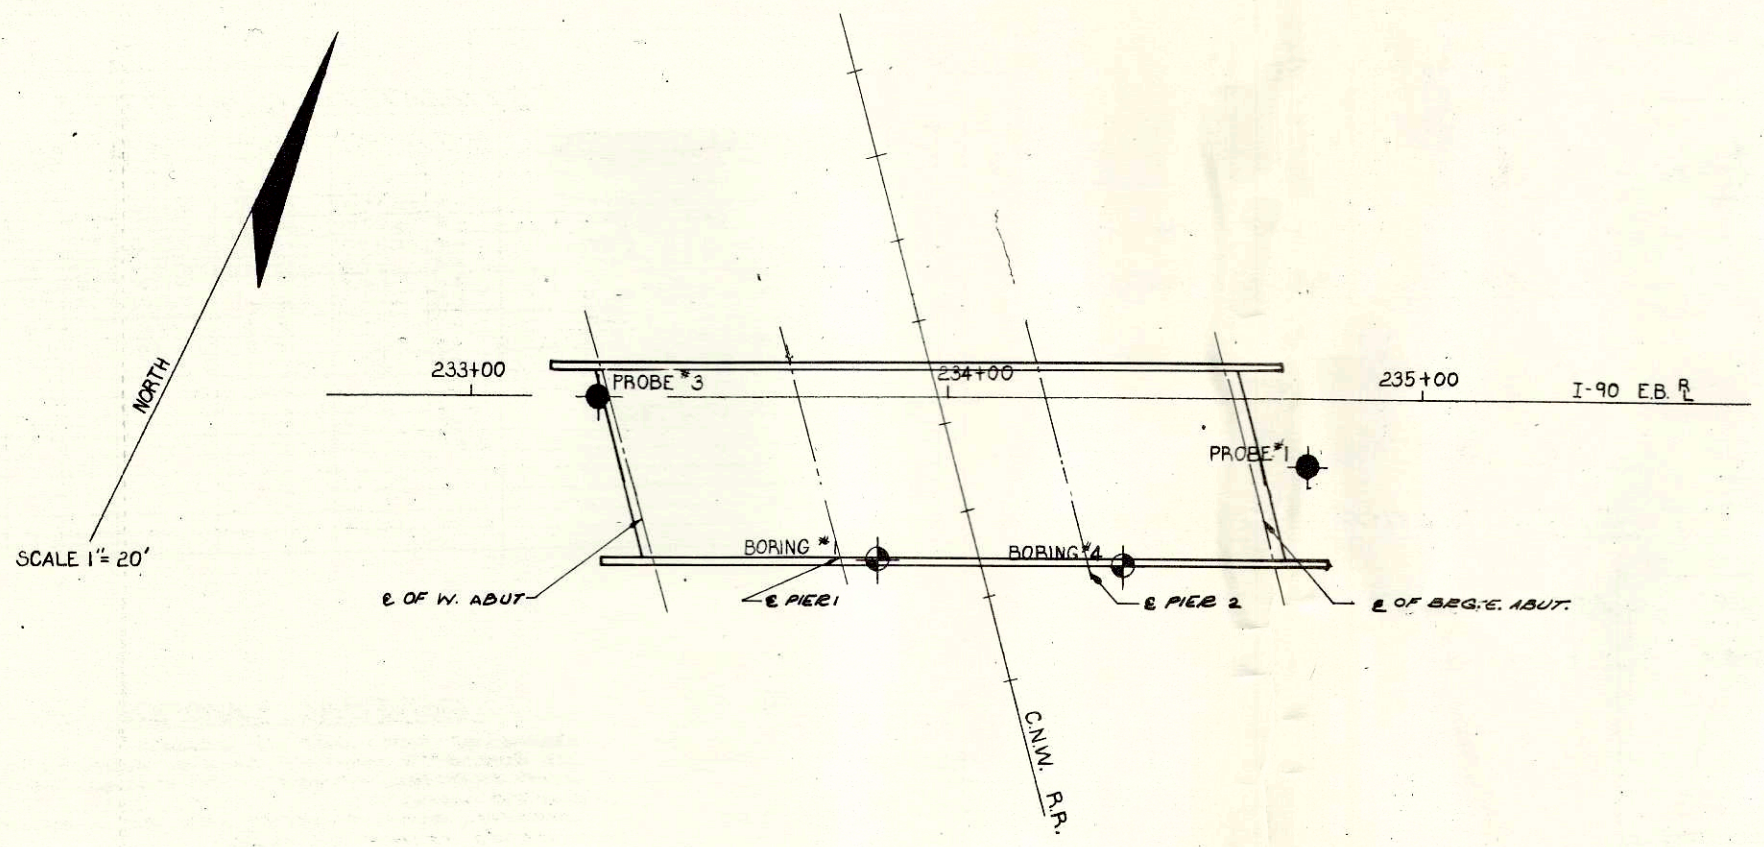 NORTH
SCALE 1"= 20'
233+00
PROBE #3
234+00
235+00
I-90 E.B. R/L
PROBE #1
BORING #
BORING #4
℄ OF W. ABUT
℄ PIER 1
℄ PIER 2
℄ OF BRG. E. ABUT.
C.N.W. R.R.